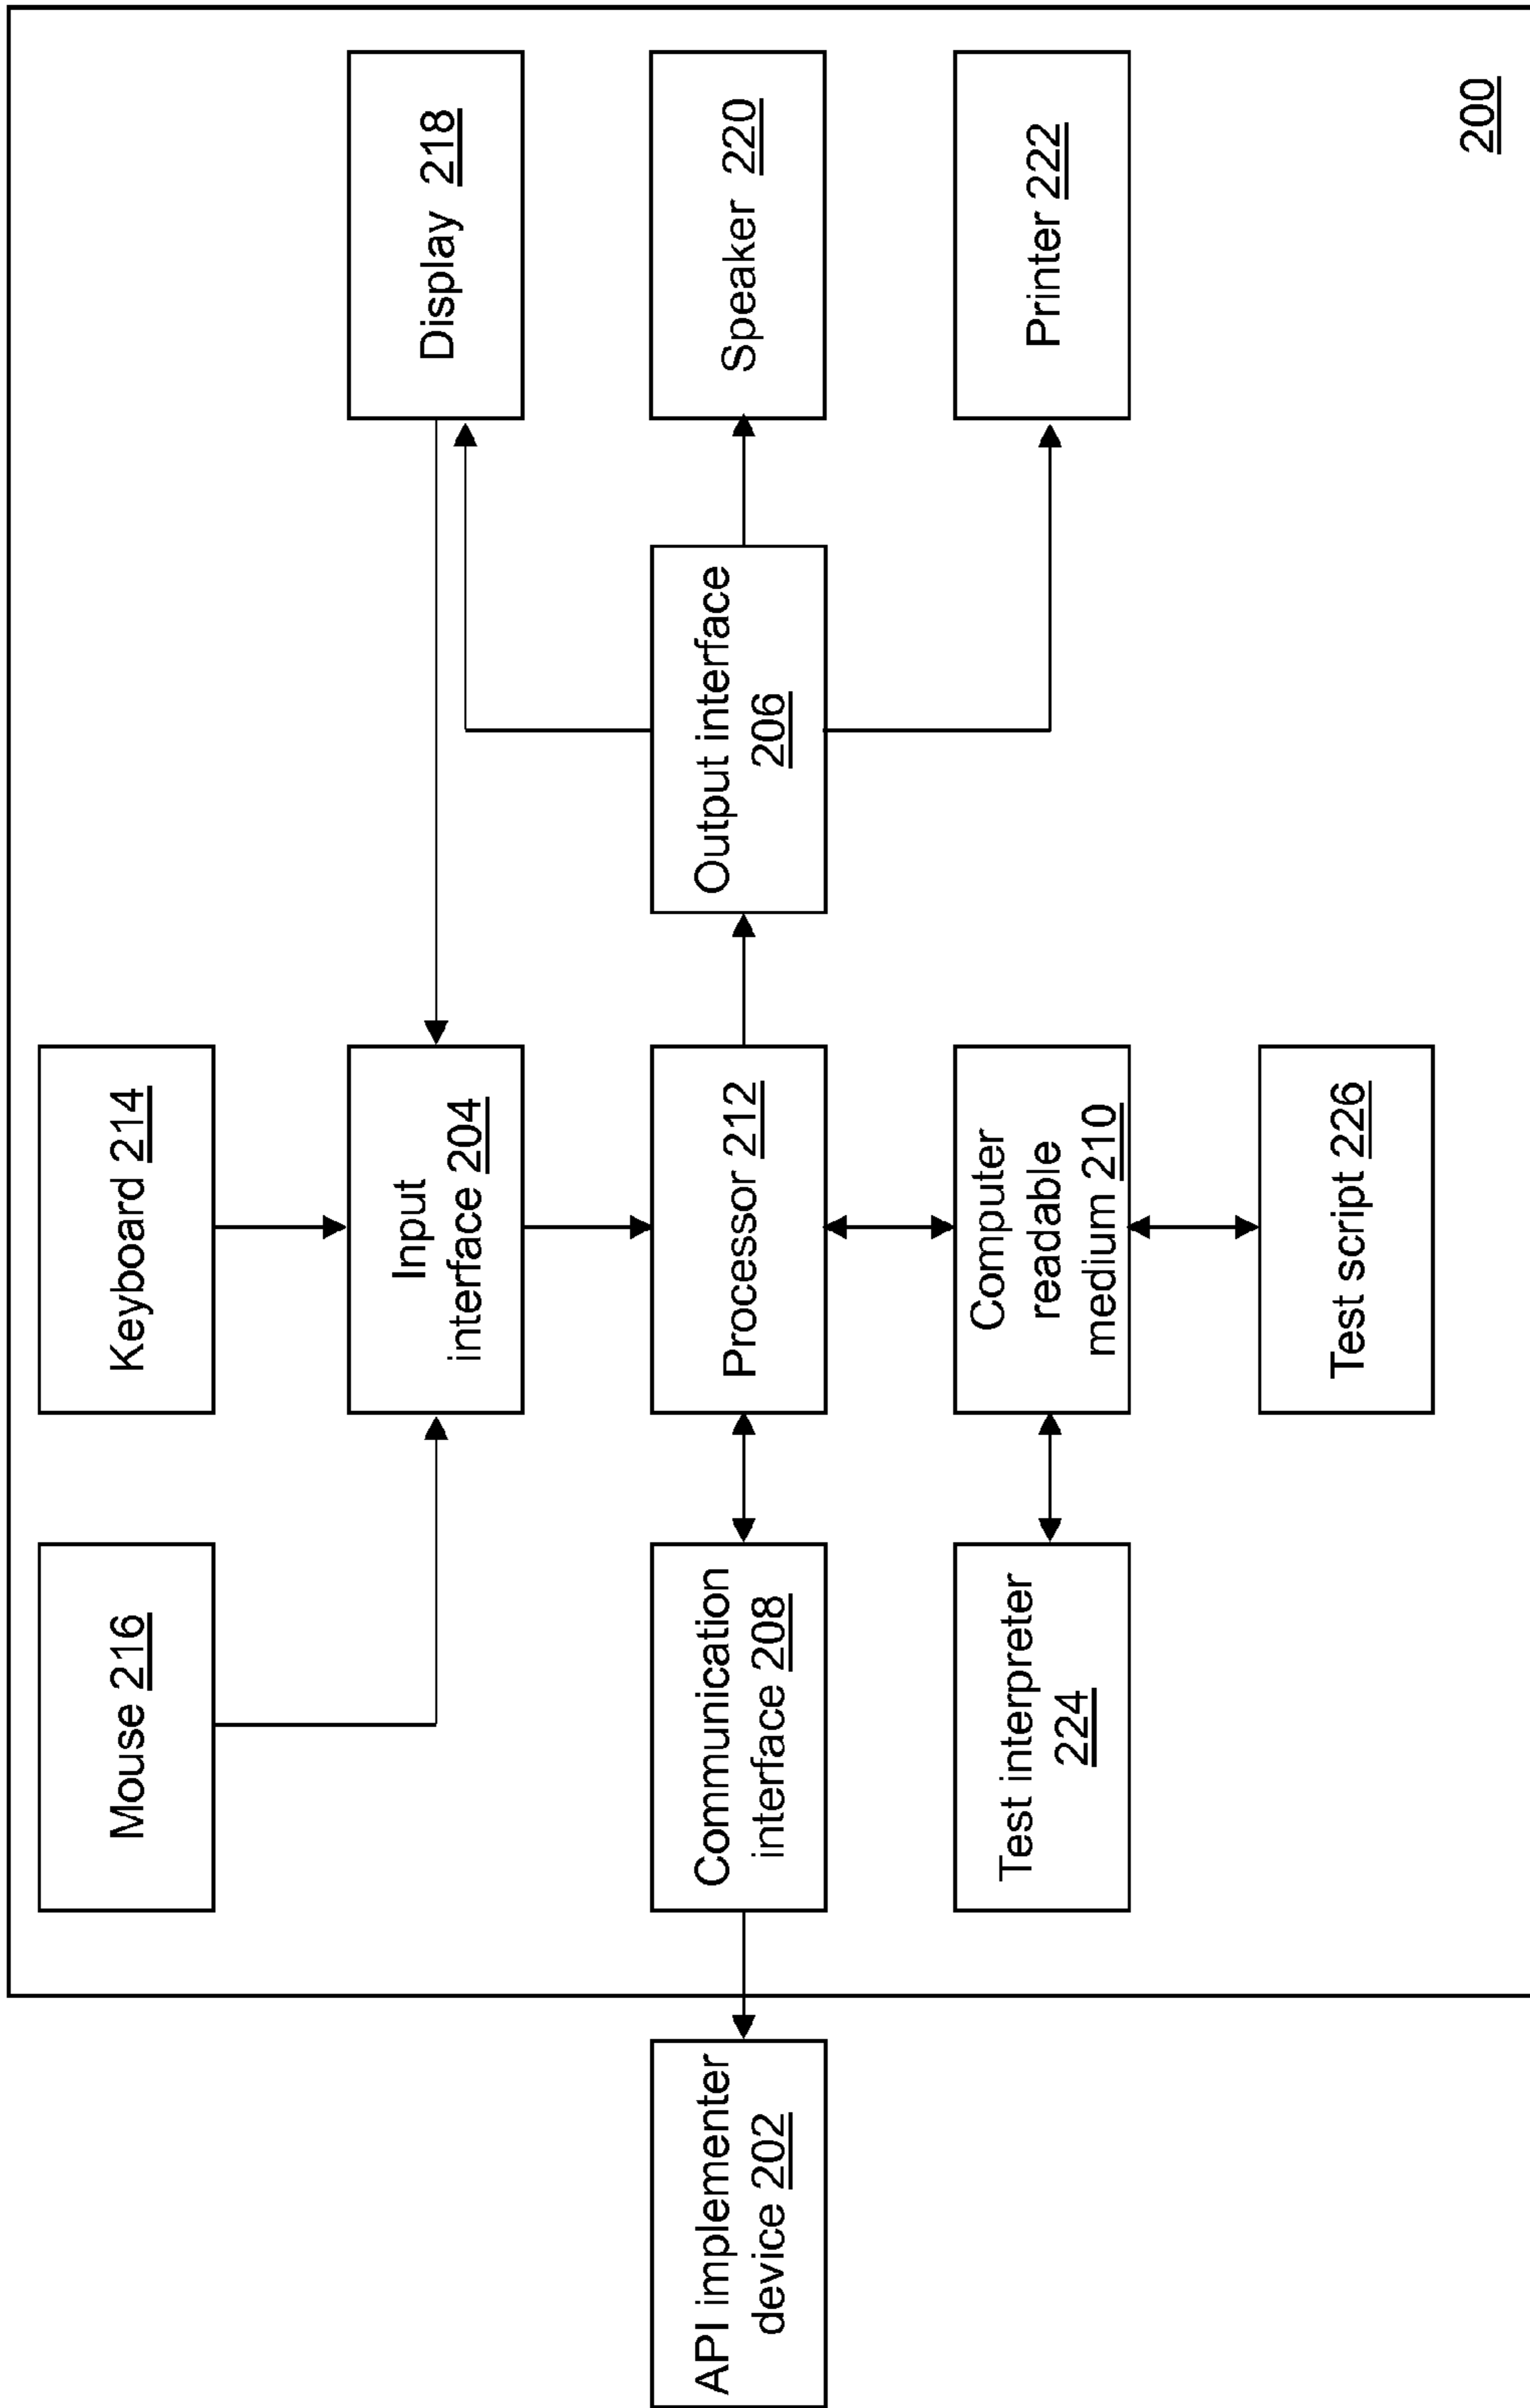 Mouse 216
Keyboard 214
Input
interface 204
Display 218
API implementer
device 202
Communication
interface 208
Processor 212
Output interface
206
Speaker 220
Test interpreter
224
Computer
readable
medium 210
Printer 222
Test script 226
200